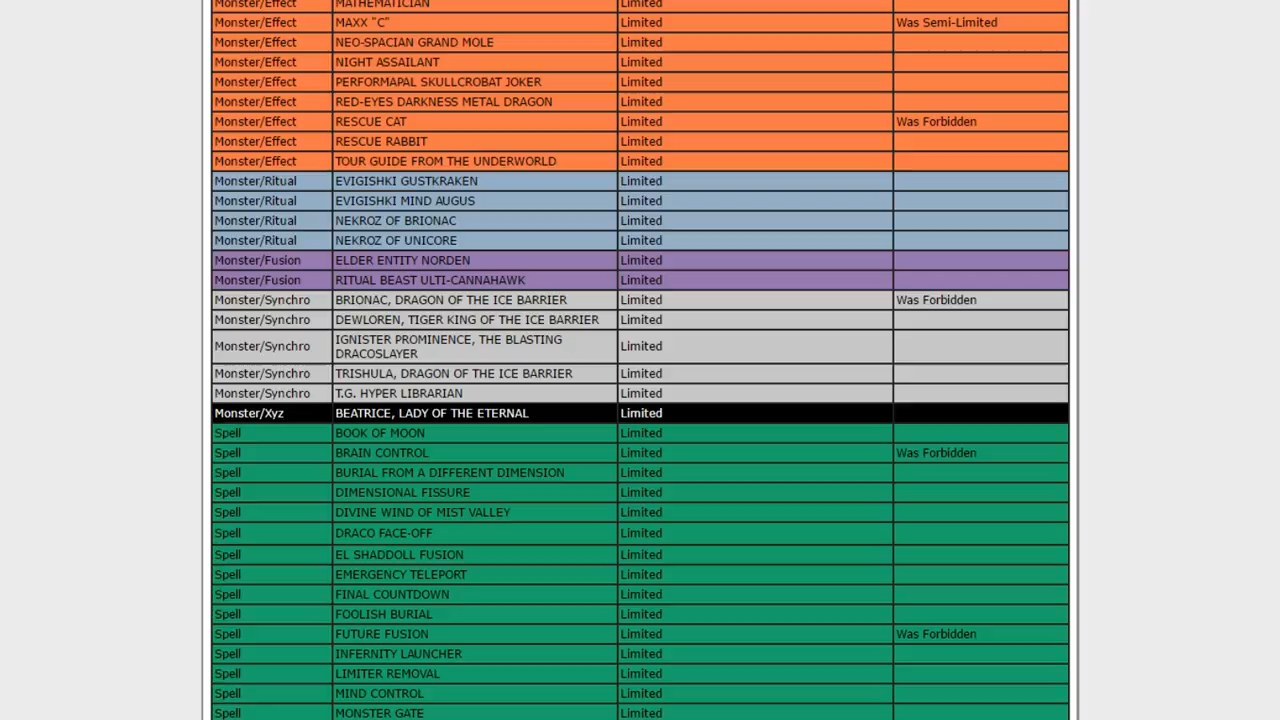 Monster/Effect MATHEMATICIAN Limited
Monster/Effect MAXX "C" Limited Was Semi-Limited
Monster/Effect NEO-SPACIAN GRAND MOLE Limited
Monster/Effect NIGHT ASSAILANT Limited
Monster/Effect PERFORMAPAL SKULLCROBAT JOKER Limited
Monster/Effect RED-EYES DARKNESS METAL DRAGON Limited
Monster/Effect RESCUE CAT Limited Was Forbidden
Monster/Effect RESCUE RABBIT Limited
Monster/Effect TOUR GUIDE FROM THE UNDERWORLD Limited
Monster/Ritual EVIGISHKI GUSTKRAKEN Limited
Monster/Ritual EVIGISHKI MIND AUGUS Limited
Monster/Ritual NEKROZ OF BRIONAC Limited
Monster/Ritual NEKROZ OF UNICORE Limited
Monster/Fusion ELDER ENTITY NORDEN Limited
Monster/Fusion RITUAL BEAST ULTI-CANNAHAWK Limited
Monster/Synchro BRIONAC, DRAGON OF THE ICE BARRIER Limited Was Forbidden
Monster/Synchro DEWLOREN, TIGER KING OF THE ICE BARRIER Limited
Monster/Synchro IGNISTER PROMINENCE, THE BLASTING
DRACOSLAYER Limited
Monster/Synchro TRISHULA, DRAGON OF THE ICE BARRIER Limited
Monster/Synchro T.G. HYPER LIBRARIAN Limited
Monster/Xyz BEATRICE, LADY OF THE ETERNAL Limited
Spell BOOK OF MOON Limited
Spell BRAIN CONTROL Limited Was Forbidden
Spell BURIAL FROM A DIFFERENT DIMENSION Limited
Spell DIMENSIONAL FISSURE Limited
Spell DIVINE WIND OF MIST VALLEY Limited
Spell DRACO FACE-OFF Limited
Spell EL SHADDOLL FUSION Limited
Spell EMERGENCY TELEPORT Limited
Spell FINAL COUNTDOWN Limited
Spell FOOLISH BURIAL Limited
Spell FUTURE FUSION Limited Was Forbidden
Spell INFERNITY LAUNCHER Limited
Spell LIMITER REMOVAL Limited
Spell MIND CONTROL Limited
Spell MONSTER GATE Limited